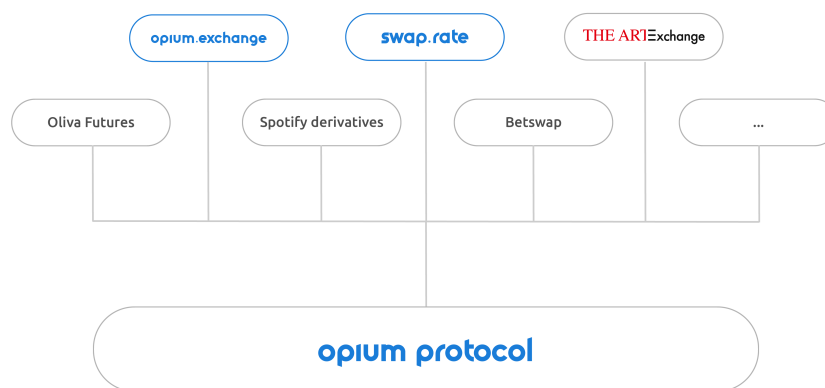 opium.exchange
swap.rate
THE ARTExchange
Oliva Futures
Spotify derivatives
Betswap
...
opium protocol